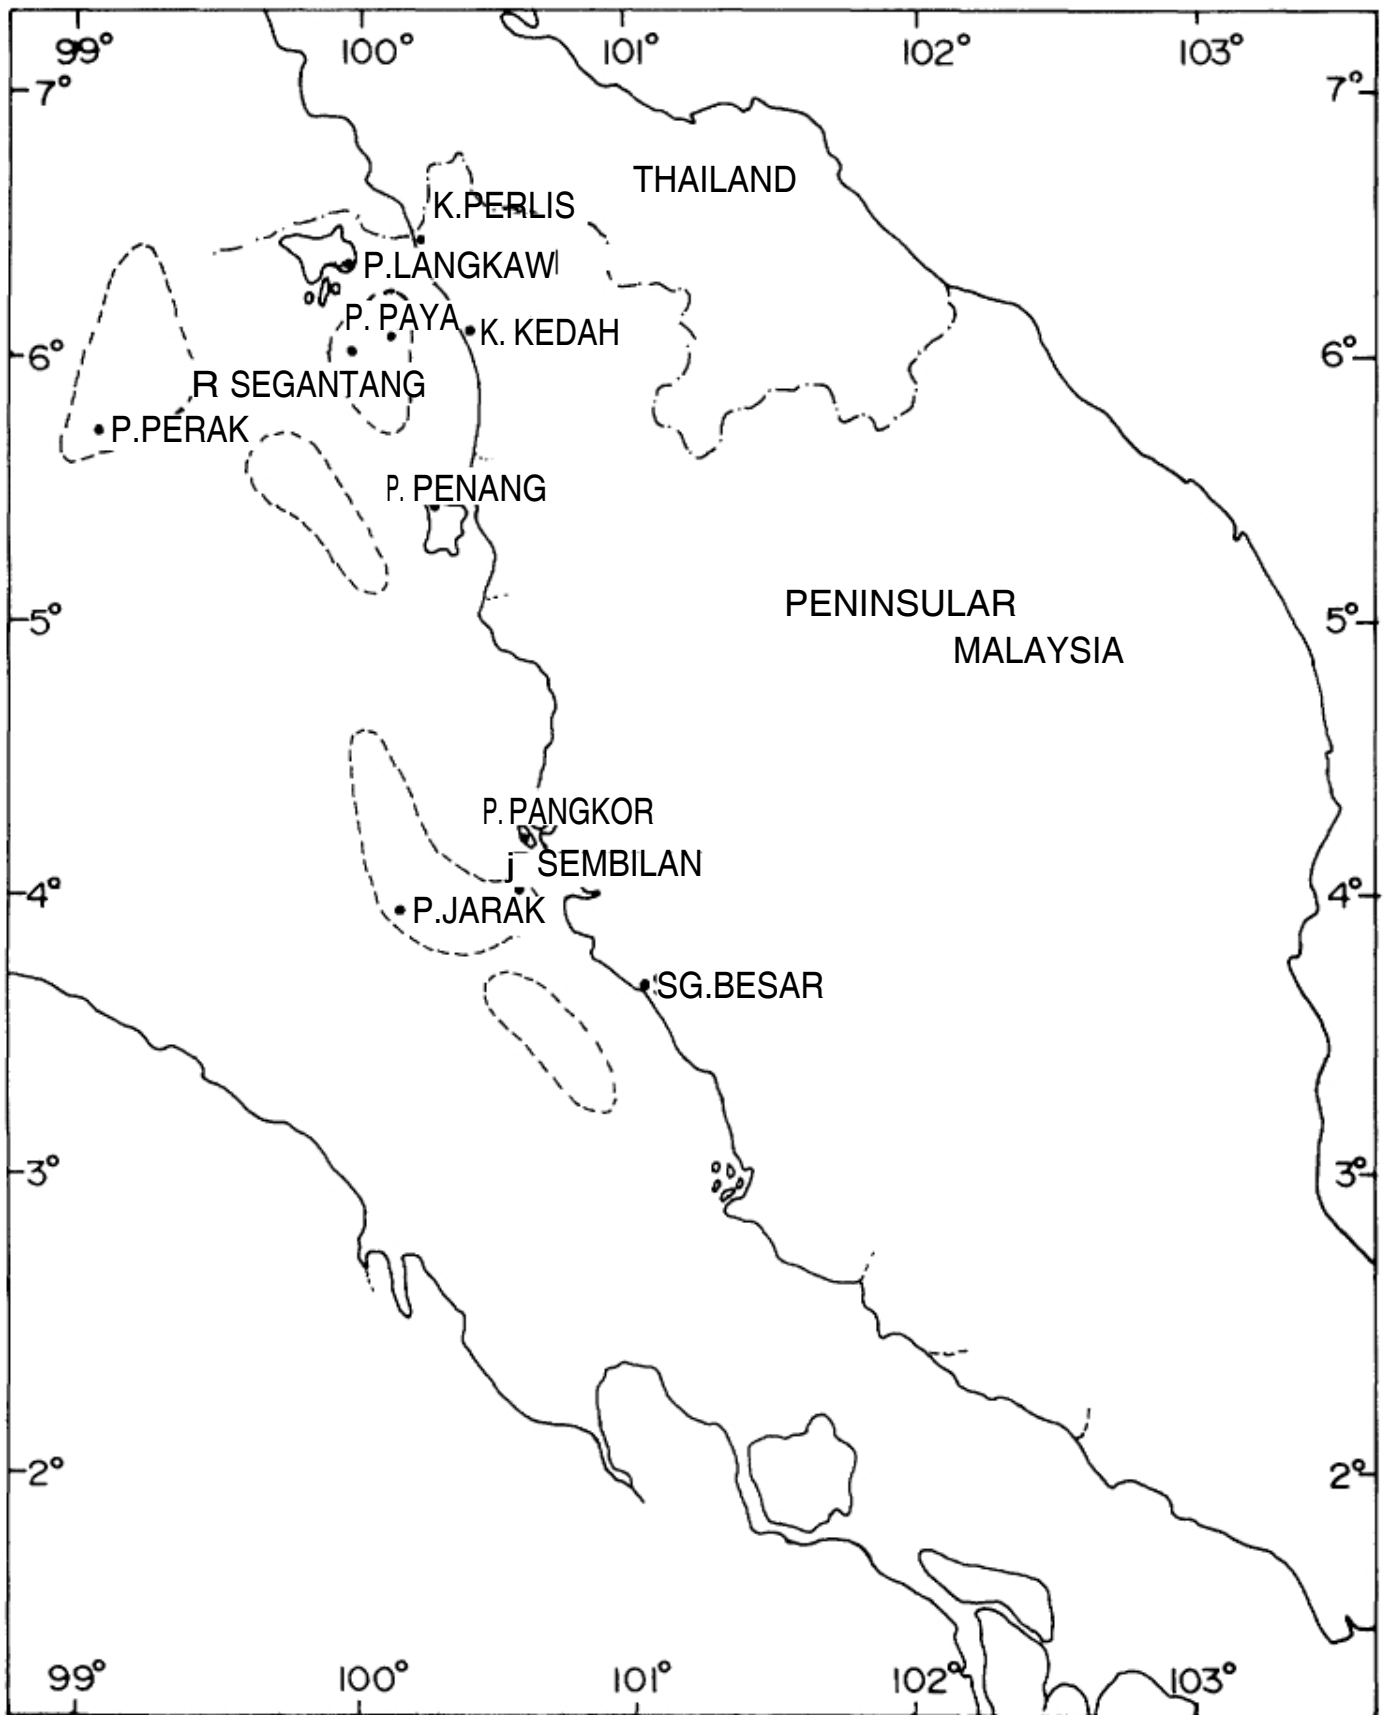 99° 100° 101° 102° 103°
7° 7°
THAILAND
K.PERLIS
P.LANGKAWI
P. PAYA
K. KEDAH
6° 6°
R SEGANTANG
P.PERAK
P. PENANG
5° 5°
PENINSULAR
MALAYSIA
P. PANGKOR
j SEMBILAN
4° 4°
P.JARAK
SG.BESAR
3° 3°
2° 2°
99° 100° 101° 102° 103°